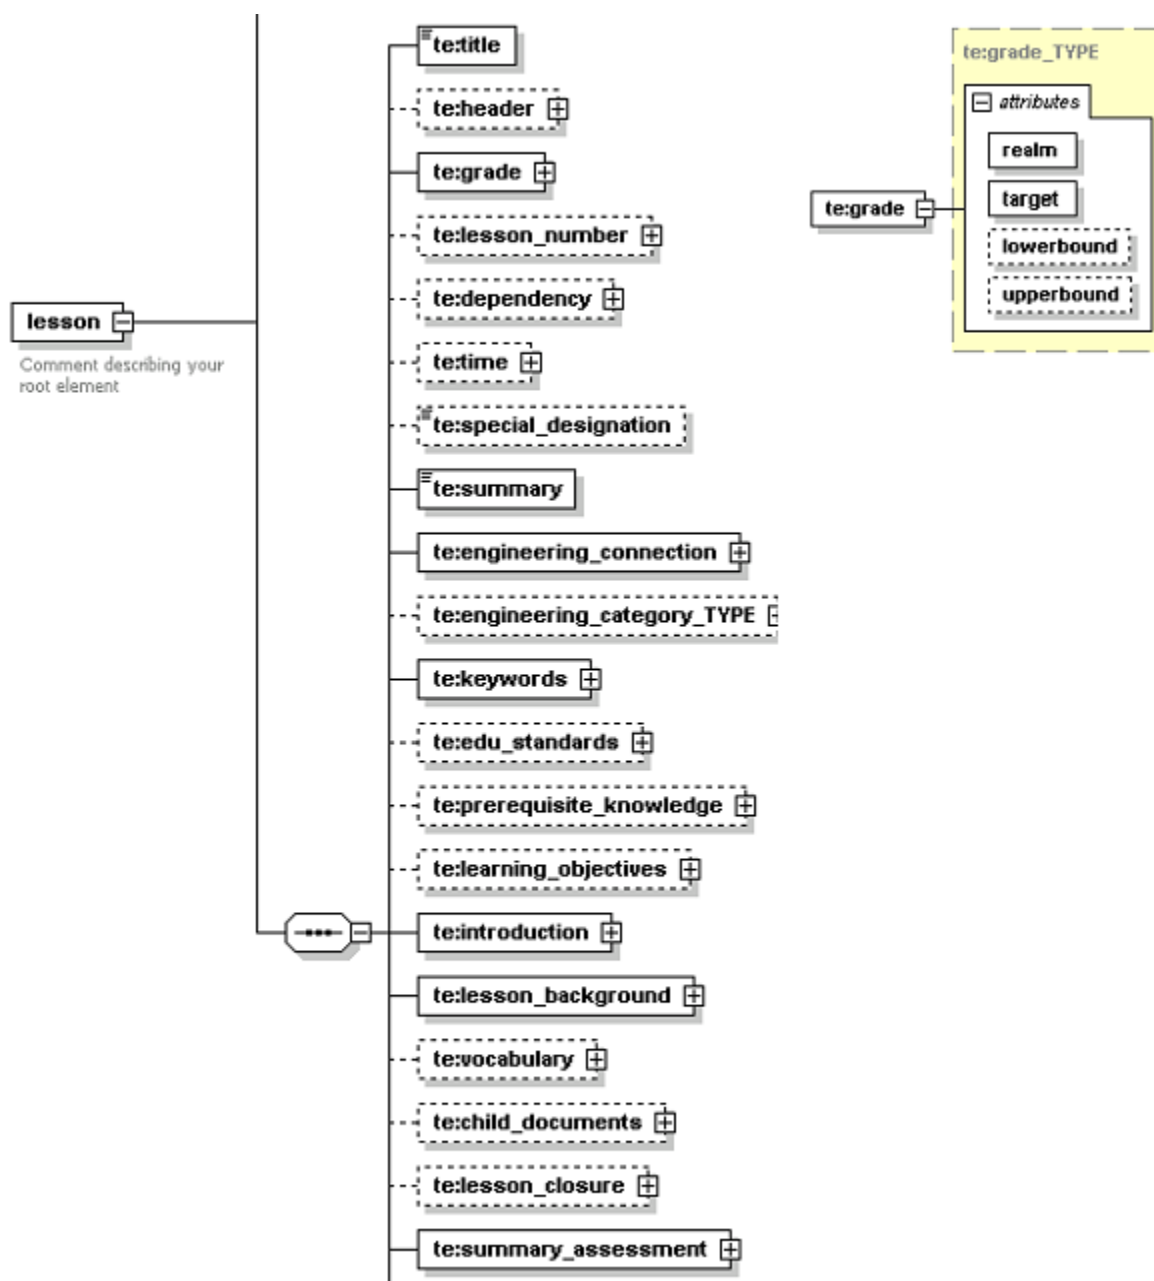 te:title
te:header
te:grade
te:lesson_number
te:dependency
lesson
te:time
Comment describing your
root element
te:special_designation
te:summary
te:engineering_connection
te:engineering_category_TYPE
te:keywords
te:edu_standards
te:prerequisite_knowledge
te:learning_objectives
te:introduction
te:lesson_background
te:vocabulary
te:child_documents
te:lesson_closure
te:summary_assessment
te:grade_TYPE
attributes
realm
target
te:grade
lowerbound
upperbound